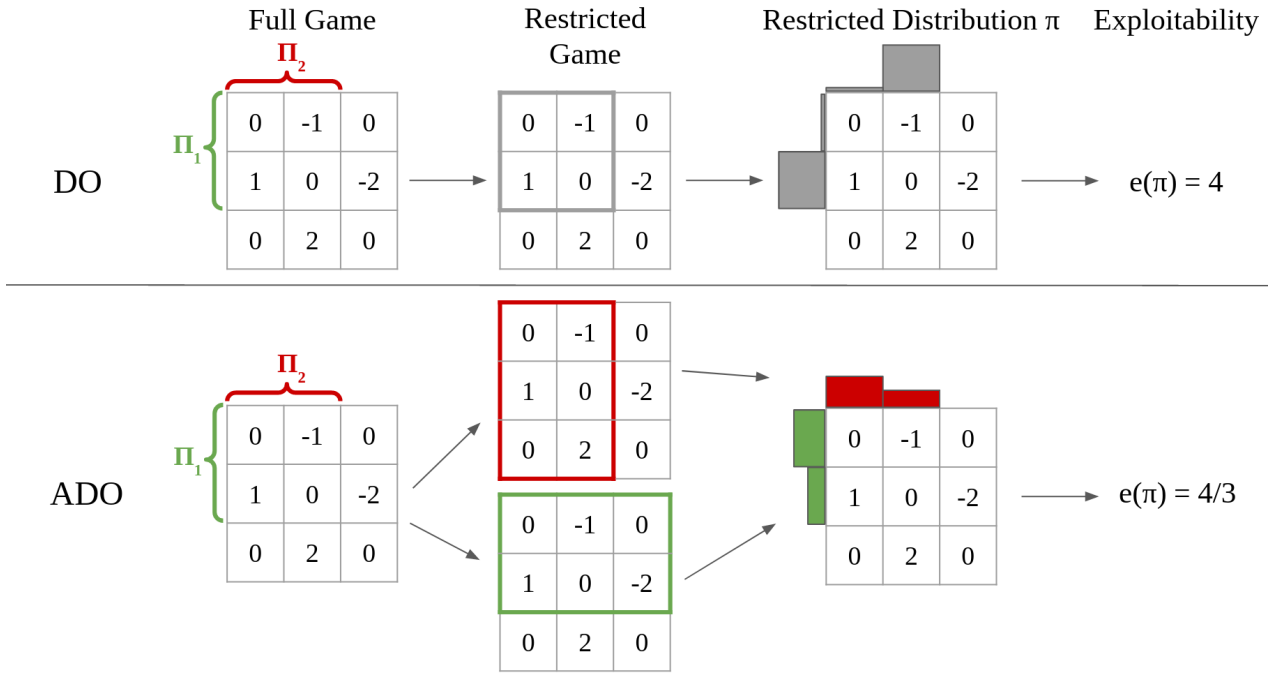 Full Game
Restricted
Game
Restricted Distribution π
Exploitability
DO
Π2
Π1
0 -1 0
1 0 -2
0 2 0
0 -1 0
1 0 -2
0 2 0
0 -1 0
1 0 -2
0 2 0
e(π) = 4
ADO
Π2
Π1
0 -1 0
1 0 -2
0 2 0
0 -1 0
1 0 -2
0 2 0
0 -1 0
1 0 -2
0 2 0
0 -1 0
1 0 -2
0 2 0
e(π) = 4/3